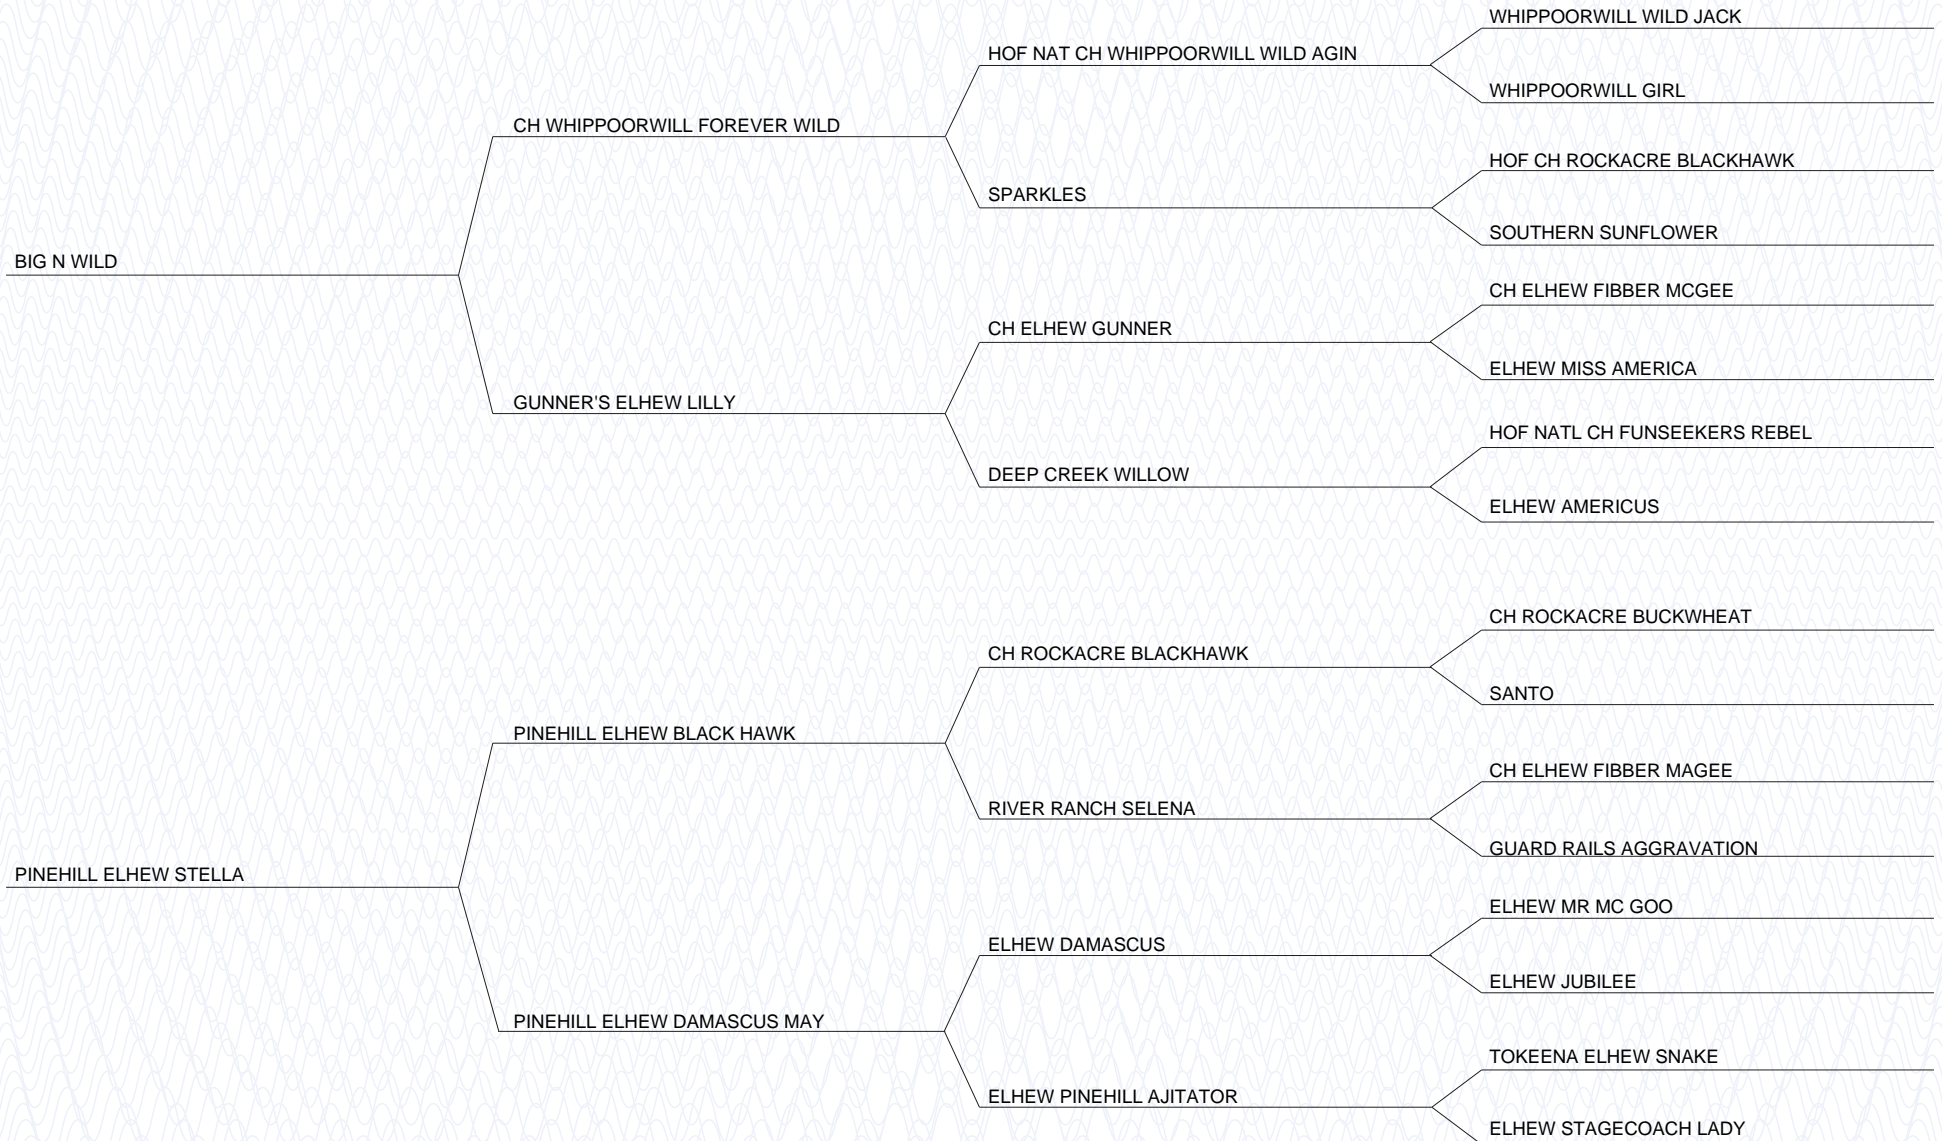 WHIPPOORWILL WILD JACK
HOF NAT CH WHIPPOORWILL WILD AGIN
WHIPPOORWILL GIRL
CH WHIPPOORWILL FOREVER WILD
HOF CH ROCKACRE BLACKHAWK
SPARKLES
SOUTHERN SUNFLOWER
BIG N WILD
CH ELHEW FIBBER MCGEE
CH ELHEW GUNNER
ELHEW MISS AMERICA
GUNNER'S ELHEW LILLY
HOF NATL CH FUNSEEKERS REBEL
DEEP CREEK WILLOW
ELHEW AMERICUS
CH ROCKACRE BUCKWHEAT
CH ROCKACRE BLACKHAWK
SANTO
PINEHILL ELHEW BLACK HAWK
CH ELHEW FIBBER MAGEE
RIVER RANCH SELENA
GUARD RAILS AGGRAVATION
PINEHILL ELHEW STELLA
ELHEW MR MC GOO
ELHEW DAMASCUS
ELHEW JUBILEE
PINEHILL ELHEW DAMASCUS MAY
TOKEENA ELHEW SNAKE
ELHEW PINEHILL AJITATOR
ELHEW STAGECOACH LADY